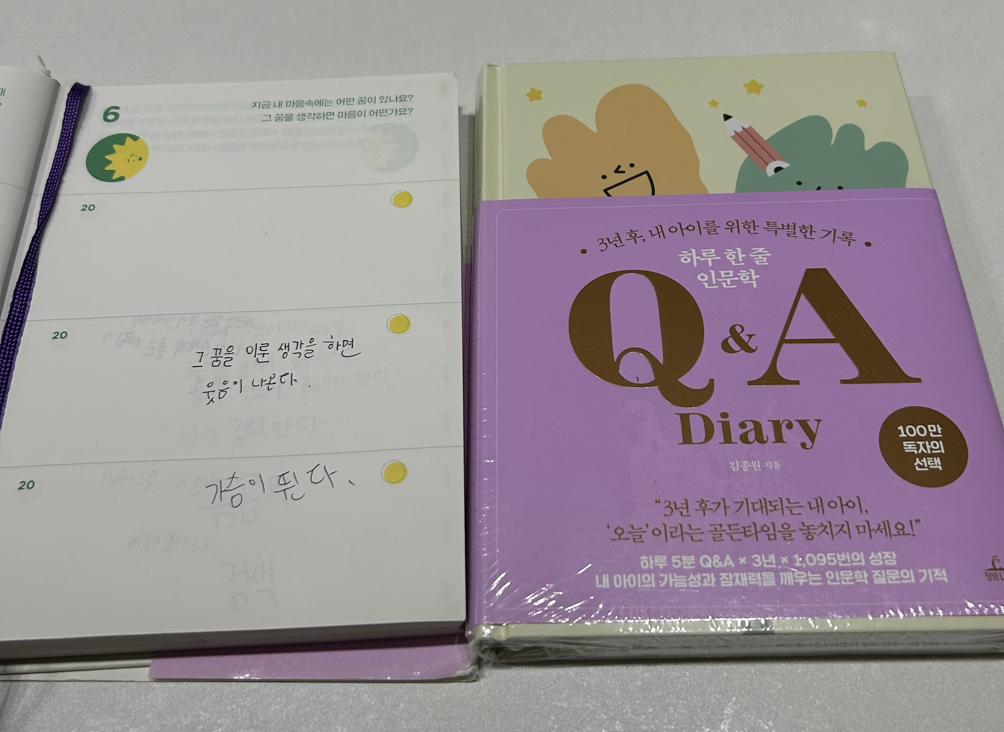 6
지금 내 마음속에는 어떤 꿈이 있나요?
그 꿈을 생각하면 마음이 어떤가요?
20
20
그 꿈을 이룬 생각을 하면
웃음이 나온다.
20
가슴이 뛴다.
3년 후, 내 아이를 위한 특별한 기록
하루 한 줄
인문학
Q & A
Diary
김종원 지음
100만
독자의
선택
“3년 후가 기대되는 내 아이,
‘오늘’이라는 골든타임을 놓치지 마세요!”
하루 5분 Q&A × 3년 × 1,095번의 성장
내 아이의 가능성과 잠재력을 깨우는 인문학 질문의 기적